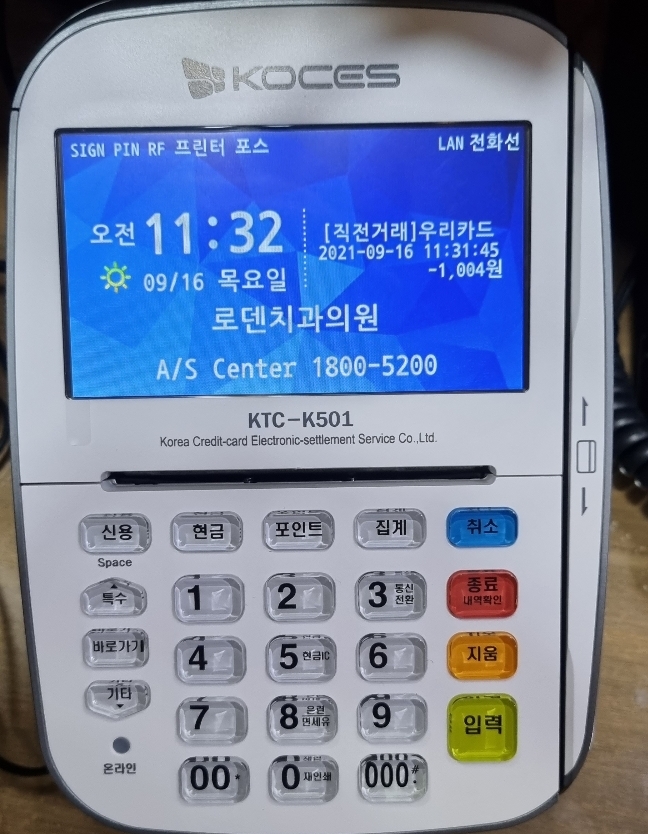 KOCES
SIGN PIN RF 프린터 포스
LAN 전화선
오전 11:32
09/16 목요일
[직전거래]우리카드
2021-09-16 11:31:45
-1,004원
로덴치과의원
A/S Center 1800-5200
KTC-K501
Korea Credit-card Electronic-settlement Service Co.,Ltd.
신용
현금
포인트
집계
취소
Space
특수
1
2
3 통신
전환
종료
내역확인
바로가기
4
5 현금IC
6
지움
기타
7
8 은련
면세유
9
입력
온라인
00 *
0 재인쇄
000 #